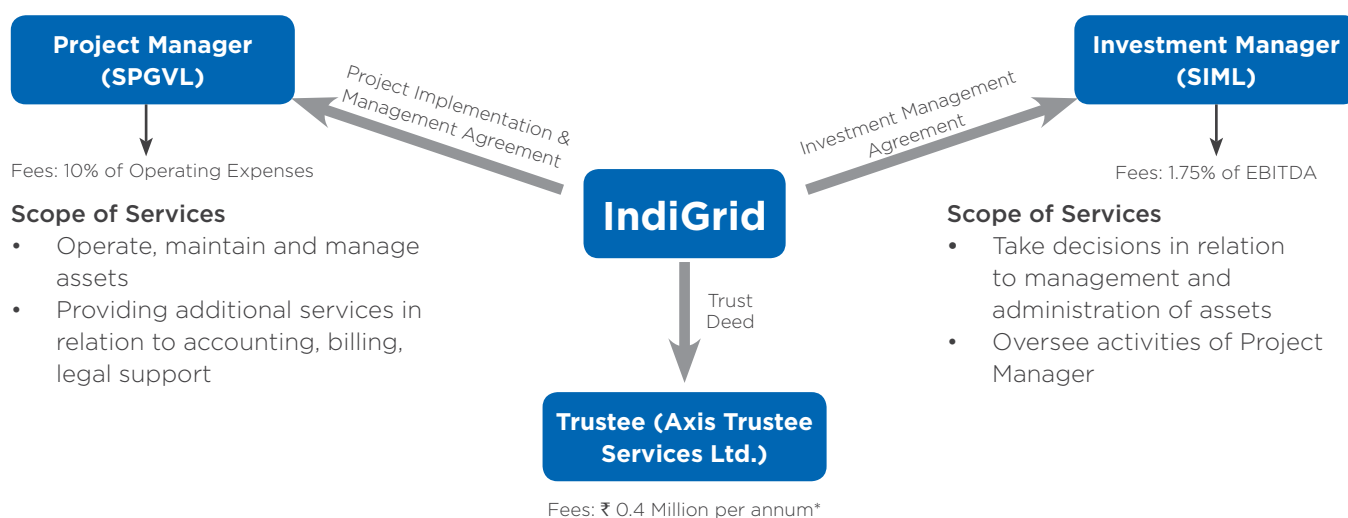 Project Manager
(SPGVL)
Fees: 10% of Operating Expenses
Scope of Services
• Operate, maintain and manage
assets
• Providing additional services in
relation to accounting, billing,
legal support
Project Implementation &
Management Agreement
IndiGrid
Investment Management
Agreement
Investment Manager
(SIML)
Fees: 1.75% of EBITDA
Scope of Services
• Take decisions in relation
to management and
administration of assets
• Oversee activities of Project
Manager
Trust
Deed
Trustee (Axis Trustee
Services Ltd.)
Fees: ₹ 0.4 Million per annum*